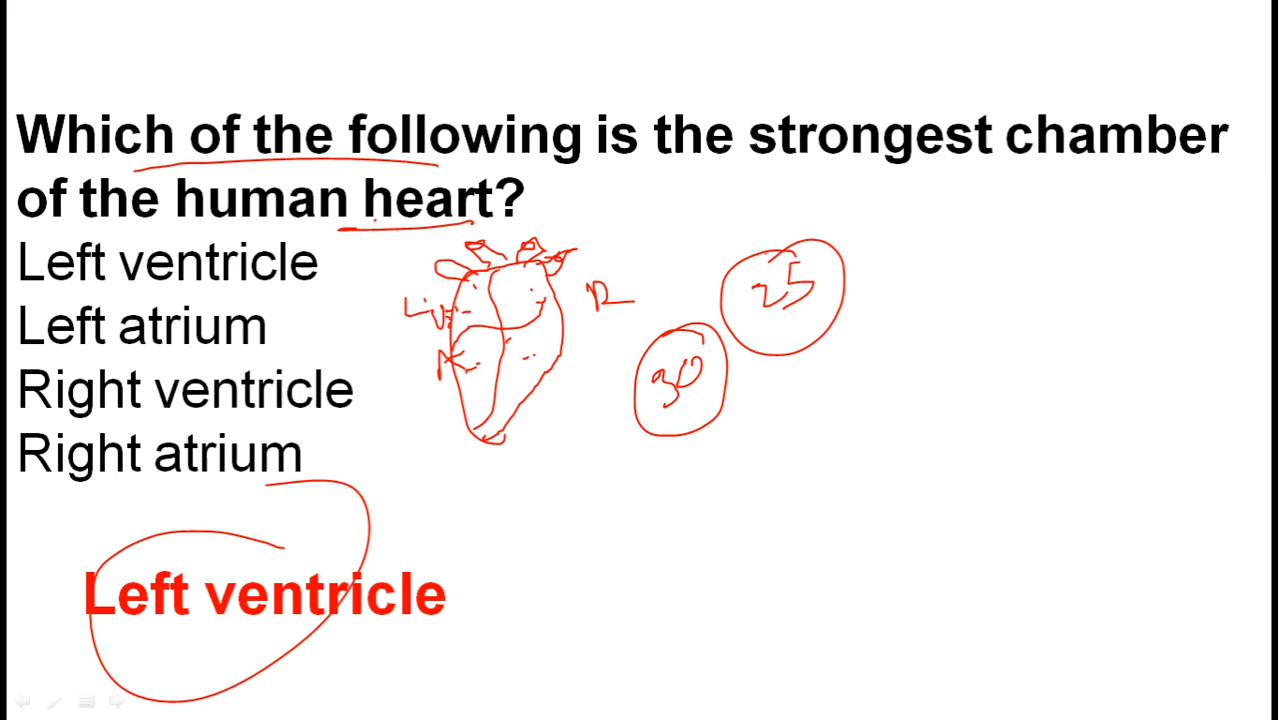 Which of the following is the strongest chamber
of the human heart?
Left ventricle
Left atrium
Right ventricle
Right atrium
R
25
30
Left ventricle